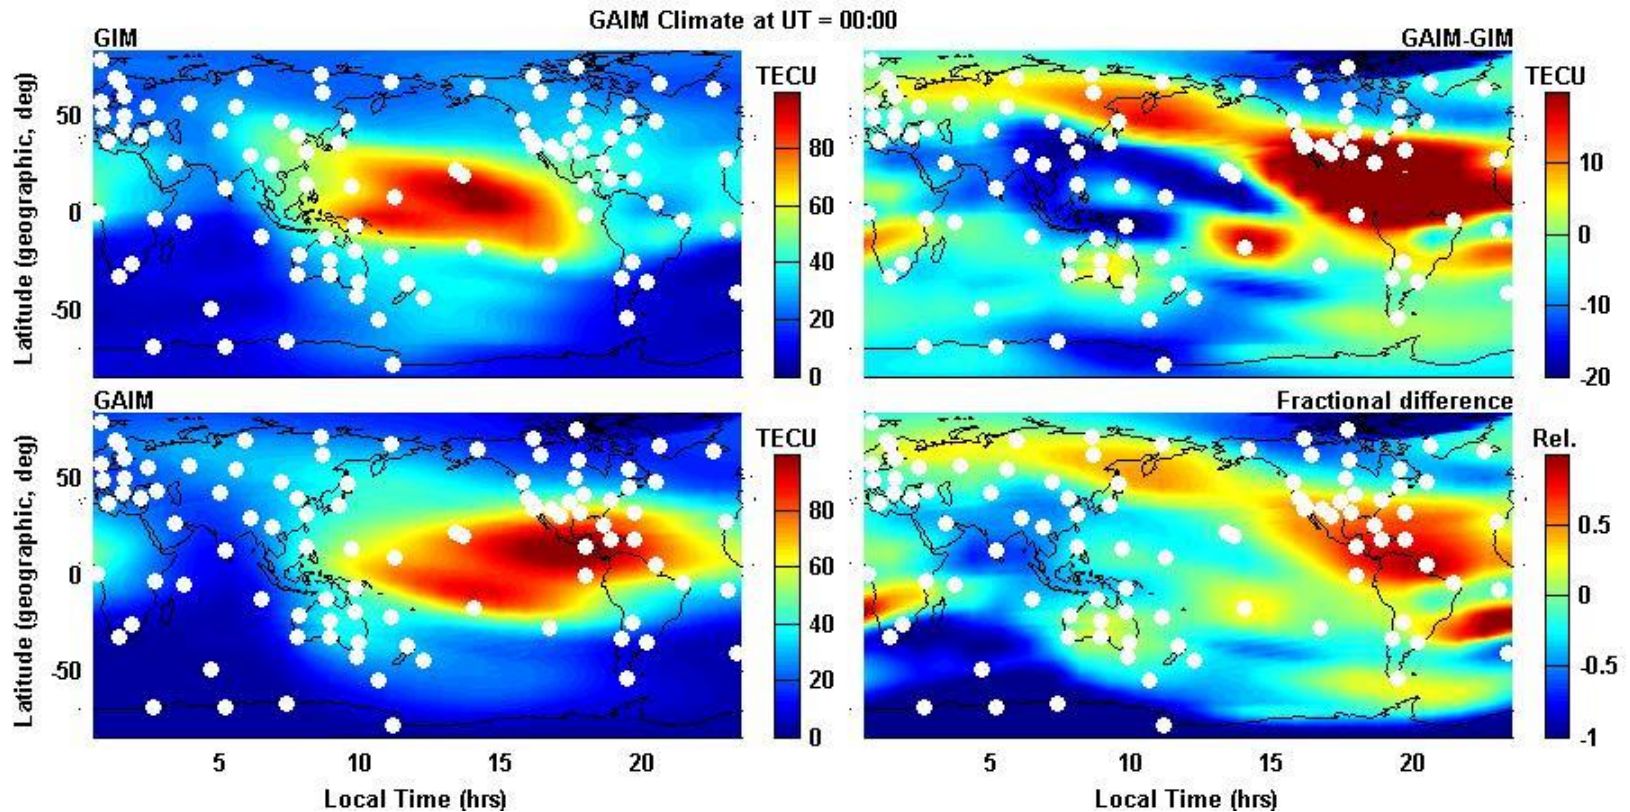 GAIM Climate at UT = 00:00
GIM
GAIM-GIM
TECU
TECU
Latitude (geographic, deg)
50
0
-50
80
60
40
20
0
10
0
-10
-20
GAIM
Fractional difference
TECU
Rel.
Latitude (geographic, deg)
50
0
-50
80
60
40
20
0
0.5
0
-0.5
-1
5
10
15
20
5
10
15
20
Local Time (hrs)
Local Time (hrs)